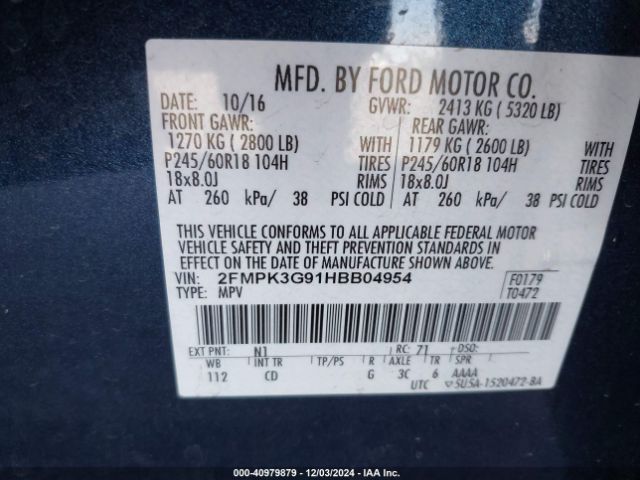 MFD. BY FORD MOTOR CO.
DATE: 10/16 GVWR: 2413 KG ( 5320 LB)
FRONT GAWR: REAR GAWR:
1270 KG ( 2800 LB) 1179 KG ( 2600 LB)
P245/60R18 104H TIRES P245/60R18 104H TIRES
18x8.0J RIMS 18x8.0J RIMS
AT 260 kPa/ 38 PSI COLD AT 260 kPa/ 38 PSI COLD
THIS VEHICLE CONFORMS TO ALL APPLICABLE FEDERAL MOTOR
VEHICLE SAFETY AND THEFT PREVENTION STANDARDS IN
EFFECT ON THE DATE OF MANUFACTURE SHOWN ABOVE.
VIN: 2FMPK3G91HBB04954 F0179
TYPE: MPV T0472
EXT PNT: N1 RC: 71 DSO:
WB INT TR TP/PS R AXLE TR SPR
112 CD G 3C 6 AAAA
UTC 5U5A-1520472-BA
2-40979879 - 12/03/2024 - IAA Inc.